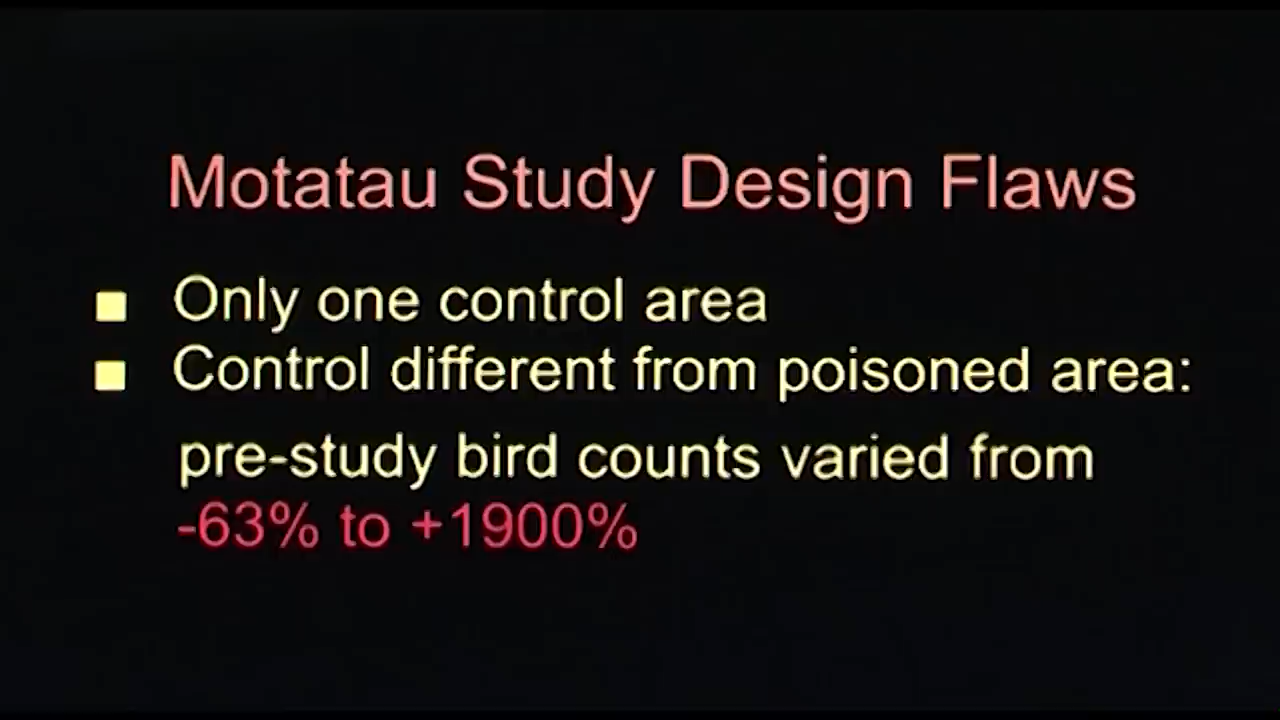 Motatau Study Design Flaws
■ Only one control area
■ Control different from poisoned area:
pre-study bird counts varied from
-63% to +1900%